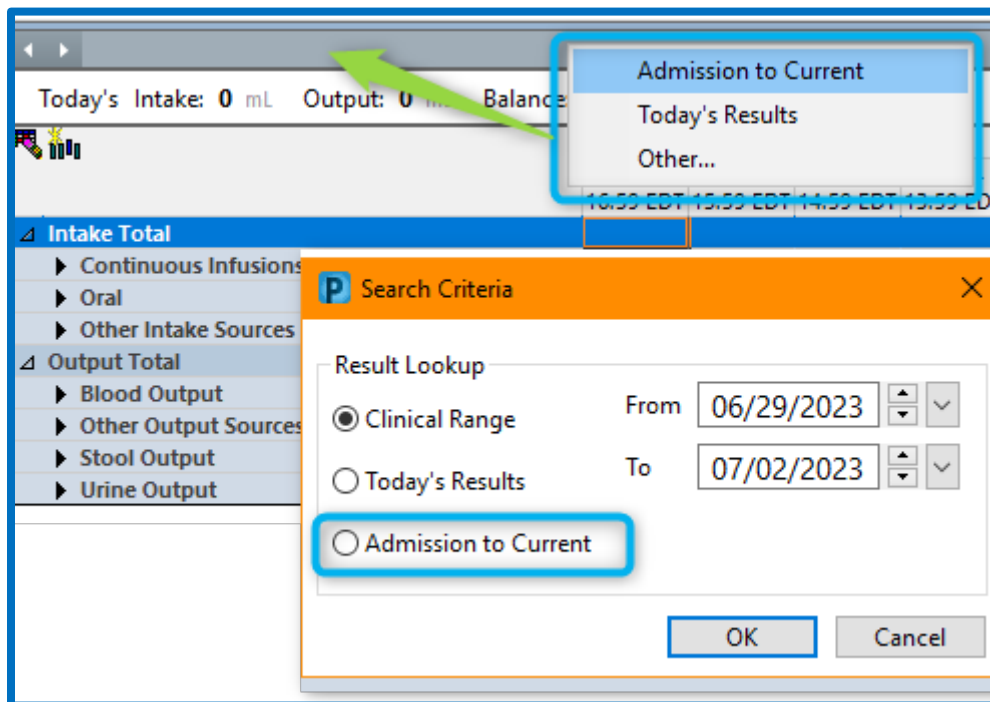 Admission to Current
Today's Results
Other...
Today's Intake: 0 mL Output: 0 Balance
16:59 EDT 15:59 EDT 14:59 EDT 13:59
Intake Total
Continuous Infusions
Oral
Other Intake Sources
Output Total
Blood Output
Other Output Sources
Stool Output
Urine Output
P Search Criteria
Result Lookup
Clinical Range From 06/29/2023
Today's Results To 07/02/2023
Admission to Current
OK Cancel